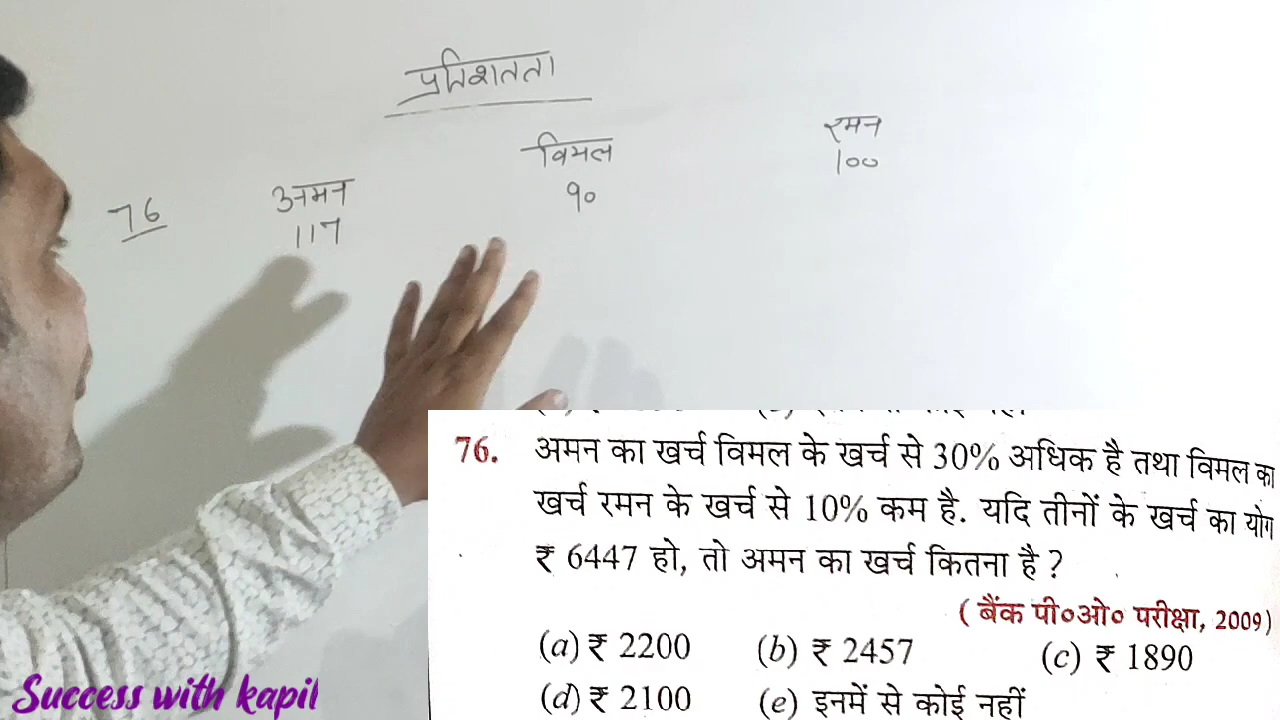 प्रतिशतता
76
अमन
117
विमल
90
रमन
100
76. अमन का खर्च विमल के खर्च से 30% अधिक है तथा विमल का
खर्च रमन के खर्च से 10% कम है. यदि तीनों के खर्च का योग
₹ 6447 हो, तो अमन का खर्च कितना है ?
( बैंक पी०ओ० परीक्षा, 2009)
(a) ₹ 2200 (b) ₹ 2457 (c) ₹ 1890
(d) ₹ 2100 (e) इनमें से कोई नहीं
Success with kapil